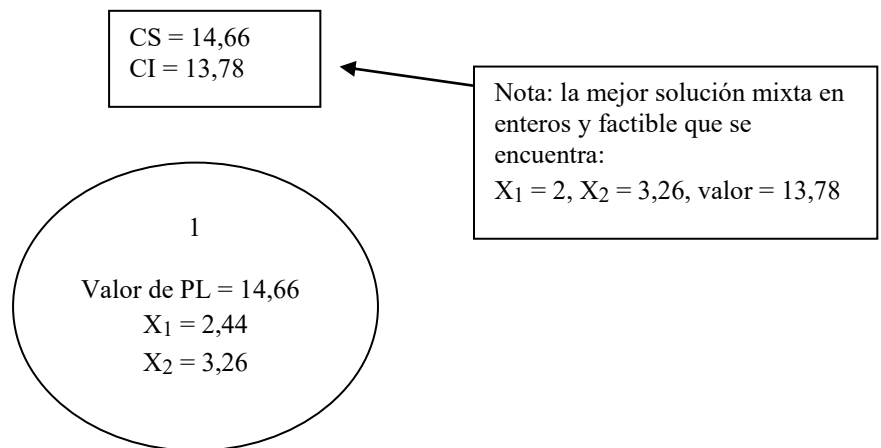 CS = 14,66
CI = 13,78
Nota: la mejor solución mixta en
enteros y factible que se
encuentra:
X1 = 2, X2 = 3,26, valor = 13,78
1
Valor de PL = 14,66
X1 = 2,44
X2 = 3,26